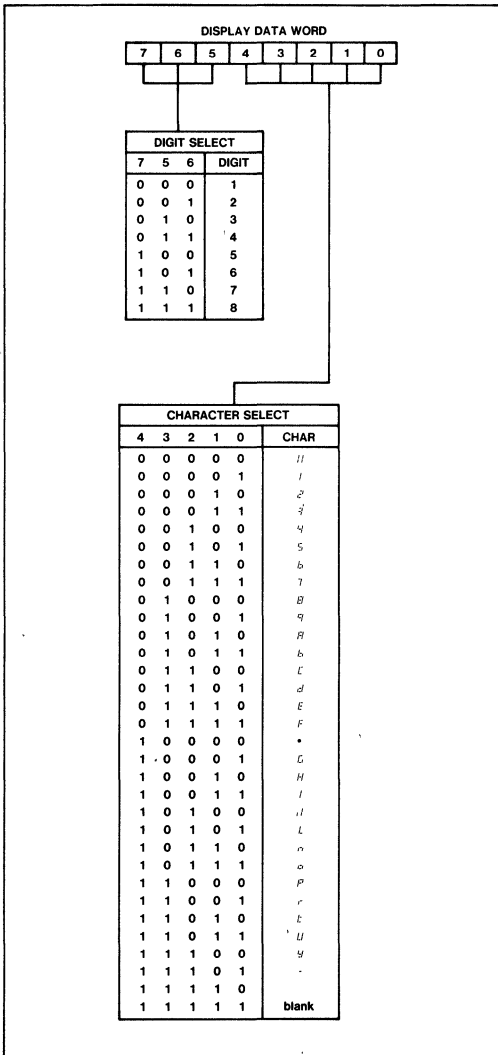 DISPLAY DATA WORD
7 6 5 4 3 2 1 0
DIGIT SELECT
7 5 6 DIGIT
0 0 0 1
0 0 1 2
0 1 0 3
0 1 1 4
1 0 0 5
1 0 1 6
1 1 0 7
1 1 1 8
CHARACTER SELECT
4 3 2 1 0 CHAR
0 0 0 0 0 0
0 0 0 0 1 1
0 0 0 1 0 2
0 0 0 1 1 3
0 0 1 0 0 4
0 0 1 0 1 5
0 0 1 1 0 6
0 0 1 1 1 7
0 1 0 0 0 8
0 1 0 0 1 9
0 1 0 1 0 A
0 1 0 1 1 b
0 1 1 0 0 C
0 1 1 0 1 d
0 1 1 1 0 E
0 1 1 1 1 F
1 0 0 0 0 •
1 0 0 0 1 G
1 0 0 1 0 H
1 0 0 1 1 I
1 0 1 0 0 J
1 0 1 0 1 L
1 0 1 1 0 n
1 0 1 1 1 o
1 1 0 0 0 P
1 1 0 0 1 r
1 1 0 1 0 t
1 1 0 1 1 U
1 1 1 0 0 y
1 1 1 0 1 -
1 1 1 1 0
1 1 1 1 1 blank